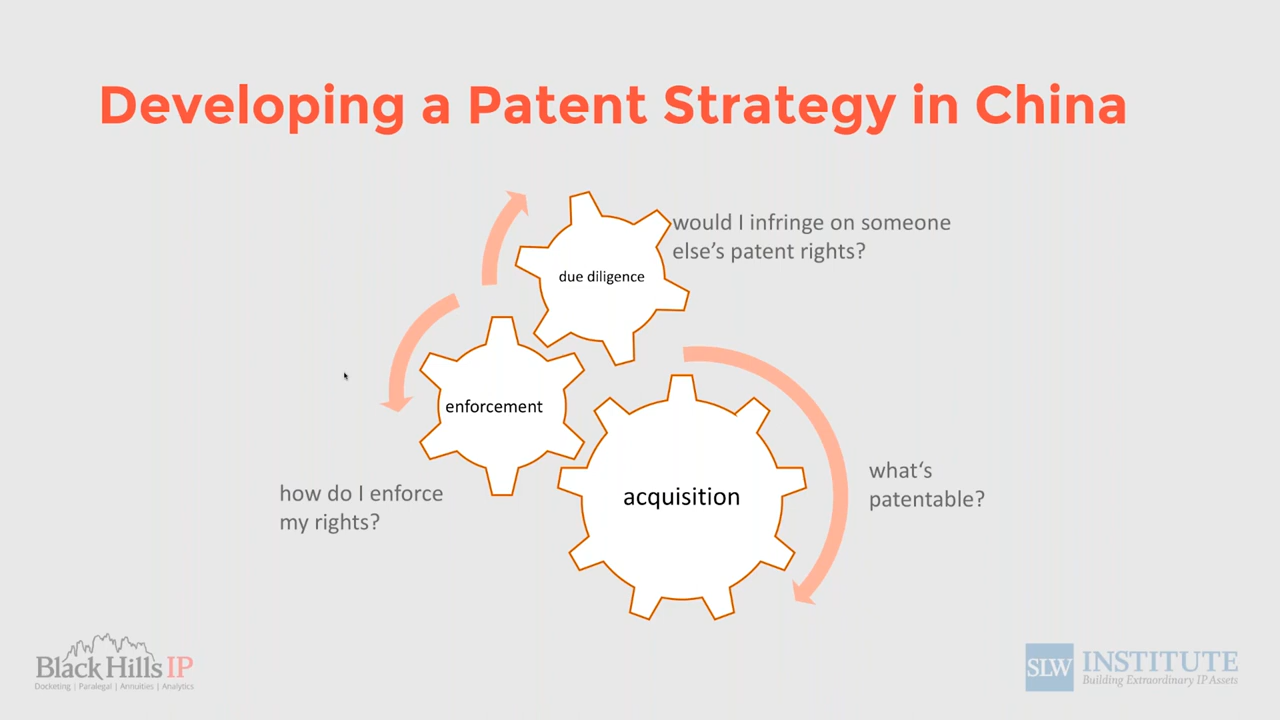 Developing a Patent Strategy in China
would I infringe on someone
else’s patent rights?
due diligence
enforcement
how do I enforce
my rights?
acquisition
what‘s
patentable?
Black Hills IP
Docketing | Paralegal | Annuities | Analytics
SLW
INSTITUTE
Building Extraordinary IP Assets